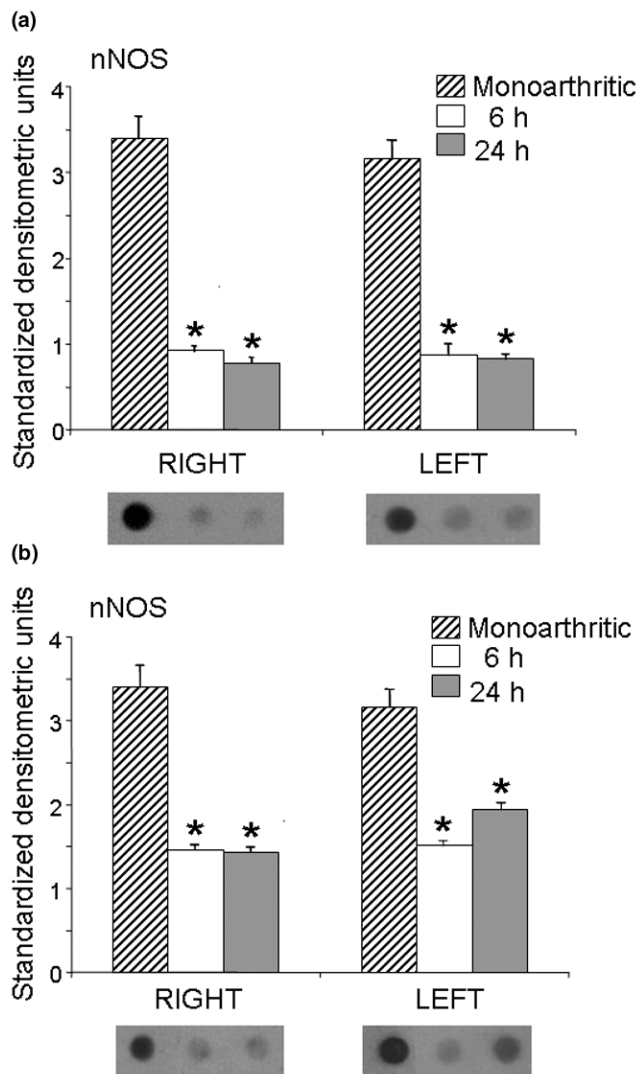 (a)
nNOS
Standardized densitometric units
4
3
2
1
0
Monoarthritic
6 h
24 h
* *
* *
RIGHT LEFT
(b)
nNOS
Standardized densitometric units
4
3
2
1
0
Monoarthritic
6 h
24 h
* *
* *
RIGHT LEFT